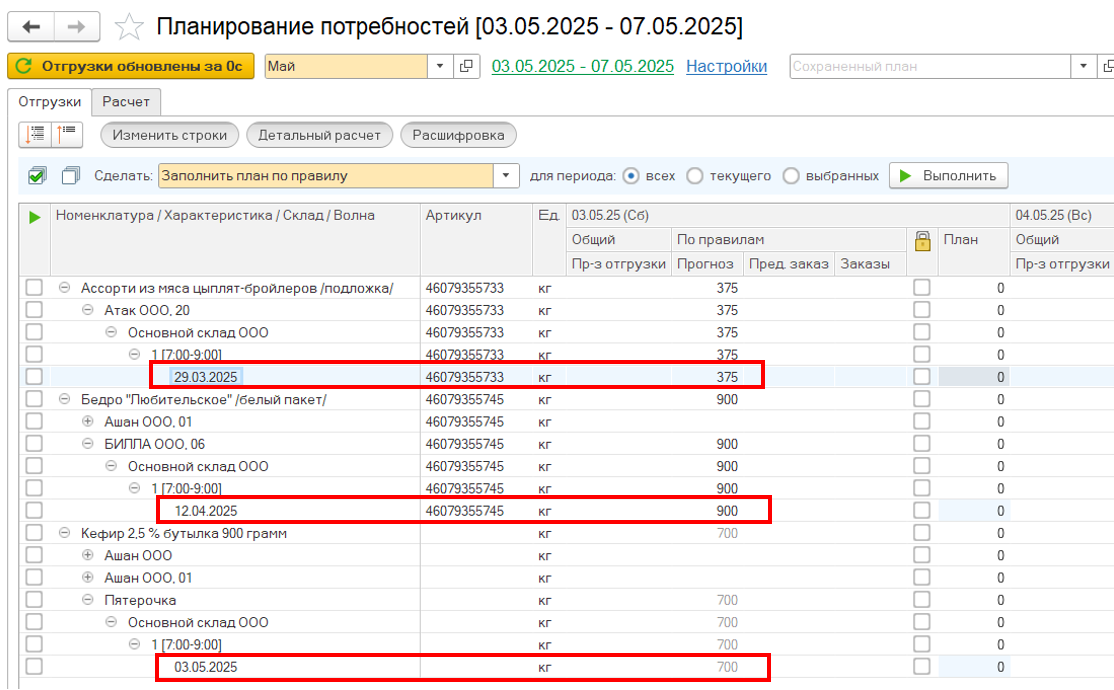 Планирование потребностей [03.05.2025 - 07.05.2025]
Отгрузки обновлены за 0с Май 03.05.2025 - 07.05.2025 Настройки Сохраненный план
Отгрузки Расчет
Изменить строки Детальный расчет Расшифровка
Сделать: Заполнить план по правилу для периода: всех текущего выбранных Выполнить
Номенклатура / Характеристика / Склад / Волна Артикул Ед. 03.05.25 (Сб) 04.05.25 (Вс)
Общий По правилам План Общий
Пр-з отгрузки Прогноз Пред. заказ Заказы Пр-з отгрузки
Ассорти из мяса цыплят-бройлеров /подложка/ 46079355733 кг 375 0
Атак ООО, 20 46079355733 кг 375 0
Основной склад ООО 46079355733 кг 375 0
1 [7:00-9:00] 46079355733 кг 375 0
29.03.2025 46079355733 кг 375 0
Бедро "Любительское" /белый пакет/ 46079355745 кг 900 0
Ашан ООО, 01 46079355745 кг 0
БИЛЛА ООО, 06 46079355745 кг 900 0
Основной склад ООО 46079355745 кг 900 0
1 [7:00-9:00] 46079355745 кг 900 0
12.04.2025 46079355745 кг 900 0
Кефир 2,5 % бутылка 900 грамм кг 700 0
Ашан ООО кг 0
Ашан ООО, 01 кг 0
Пятерочка кг 700 0
Основной склад ООО кг 700 0
1 [7:00-9:00] кг 700 0
03.05.2025 кг 700 0